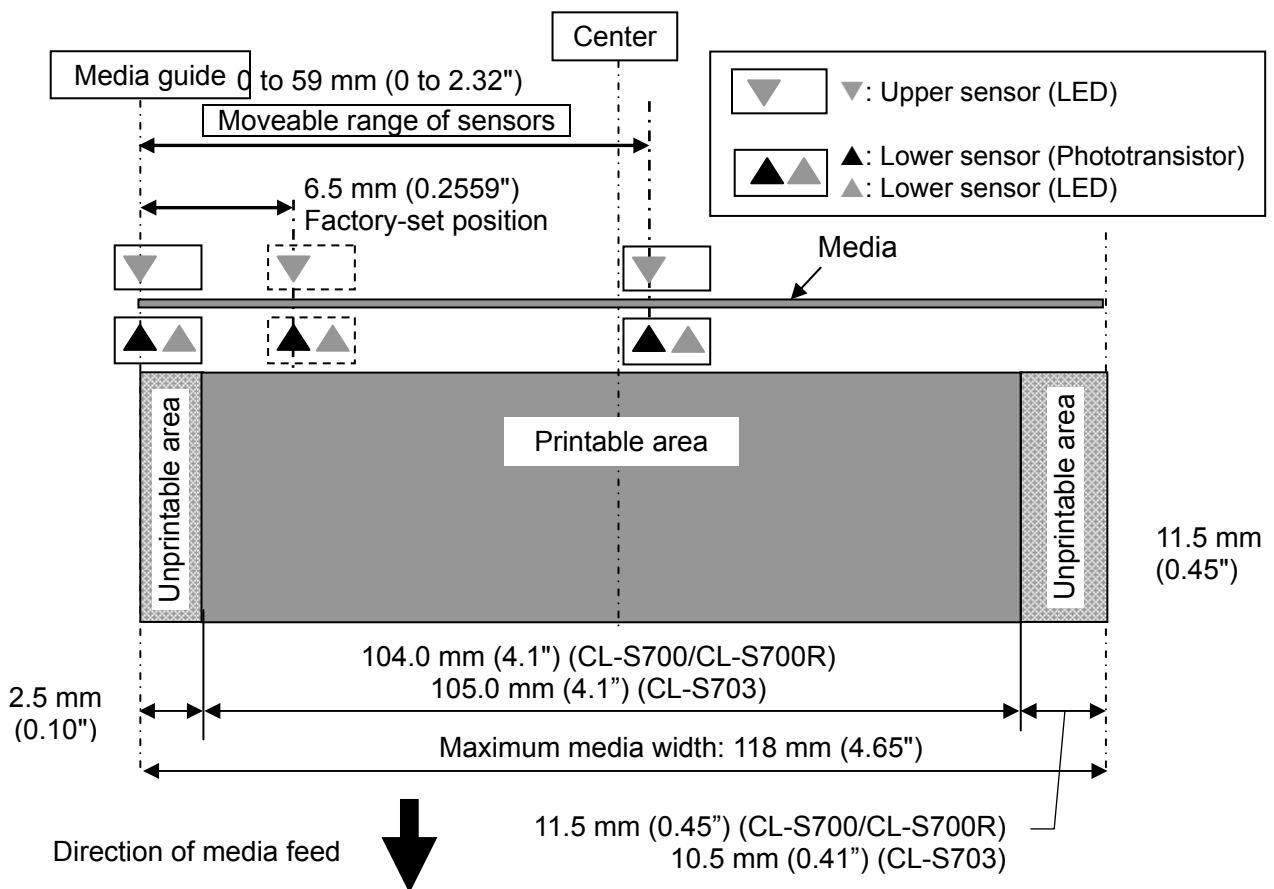 Center
Media guide
0 to 59 mm (0 to 2.32")
Moveable range of sensors
6.5 mm (0.2559")
Factory-set position
: Upper sensor (LED)
: Lower sensor (Phototransistor)
: Lower sensor (LED)
Media
Unprintable area
Printable area
Unprintable area
11.5 mm
(0.45")
104.0 mm (4.1") (CL-S700/CL-S700R)
105.0 mm (4.1”) (CL-S703)
2.5 mm
(0.10")
Maximum media width: 118 mm (4.65")
11.5 mm (0.45”) (CL-S700/CL-S700R)
10.5 mm (0.41”) (CL-S703)
Direction of media feed